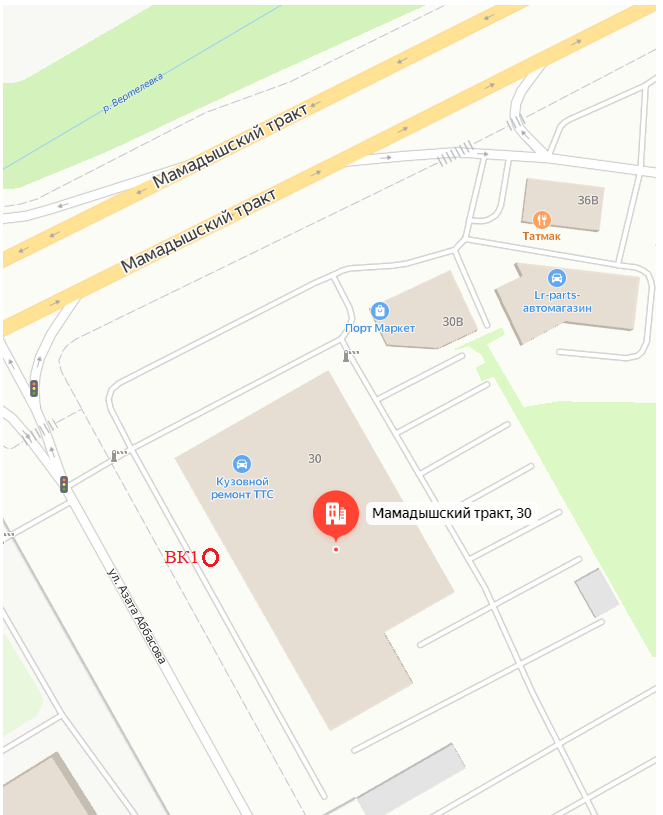 р. Вертелевка
Мамадышский тракт
Мамадышский тракт
36В
Татмак
Lr-parts-
автомагазин
30В
Порт Маркет
30
Кузовной
ремонт ТТС
Мамадышский тракт, 30
ВК1
ул. Азата Аббасова